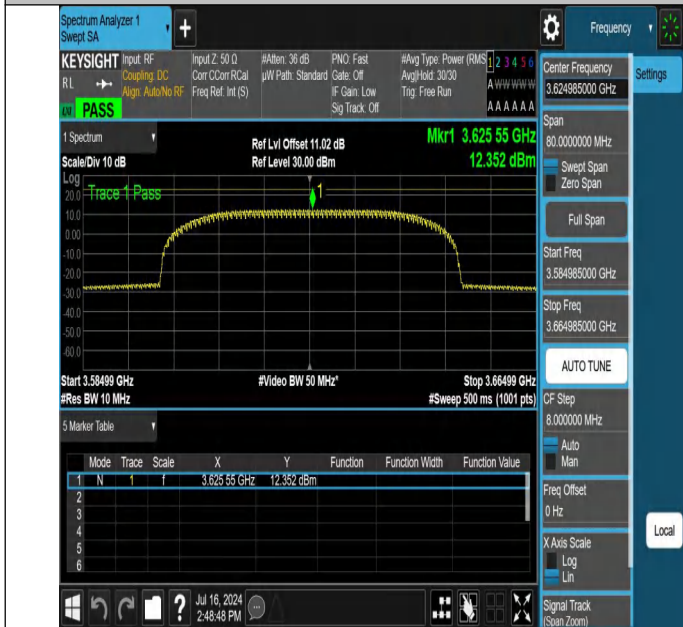 Spectrum Analyzer 1
Swept SA
+
Frequency
KEYSIGHT
RL
PASS
Input: RF
Coupling: DC
Align: Auto/No RF
Input Z: 50 Ω
Corr CCorr RCal
Freq Ref: Int (S)
#Atten: 36 dB
µW Path: Standard
PNO: Fast
Gate: Off
IF Gain: Low
Sig Track: Off
#Avg Type: Power (RMS
Avg|Hold: 30/30
Trig: Free Run
1 2 3 4 5 6
A W W W W W
A A A A A A
Center Frequency
3.624985000 GHz
Settings
Span
80.0000000 MHz
Swept Span
Zero Span
Full Span
Start Freq
3.584985000 GHz
Stop Freq
3.664985000 GHz
AUTO TUNE
CF Step
8.000000 MHz
Auto
Man
Freq Offset
0 Hz
X Axis Scale
Log
Lin
Signal Track
(Span Zoom)
Local
1 Spectrum
Scale/Div 10 dB
Ref Lvl Offset 11.02 dB
Ref Level 30.00 dBm
Mkr1 3.625 55 GHz
12.352 dBm
Log
Trace 1 Pass
1
20.0
10.0
0.00
-10.0
-20.0
-30.0
-40.0
-50.0
-60.0
Start 3.58499 GHz
#Res BW 10 MHz
#Video BW 50 MHz*
Stop 3.66499 GHz
#Sweep 500 ms (1001 pts)
5 Marker Table
Mode Trace Scale X Y Function Function Width Function Value
1 N 1 f 3.625 55 GHz 12.352 dBm
2
3
4
5
6
?
Jul 16, 2024
2:48:48 PM